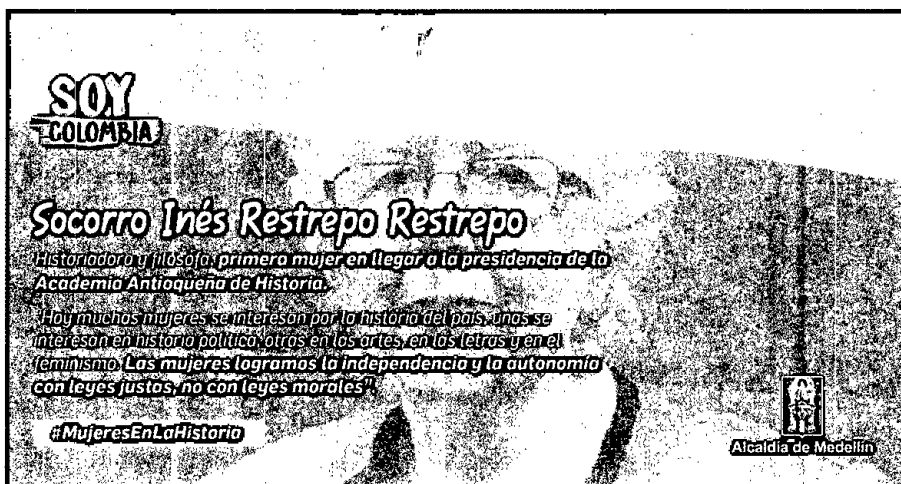 SOY
COLOMBIA
Socorro Inés Restrepo Restrepo
Historiadora y filósofa, primera mujer en llegar a la presidencia de la
Academia Antioqueña de Historia.
"Hoy muchas mujeres se interesan por la historia del país, unas se
interesan en historia política, otras en las artes, en las letras y en el
feminismo. Las mujeres logramos la independencia y la autonomía
con leyes justas, no con leyes morales".
#MujeresEnLaHistoria
Alcaldía de Medellín